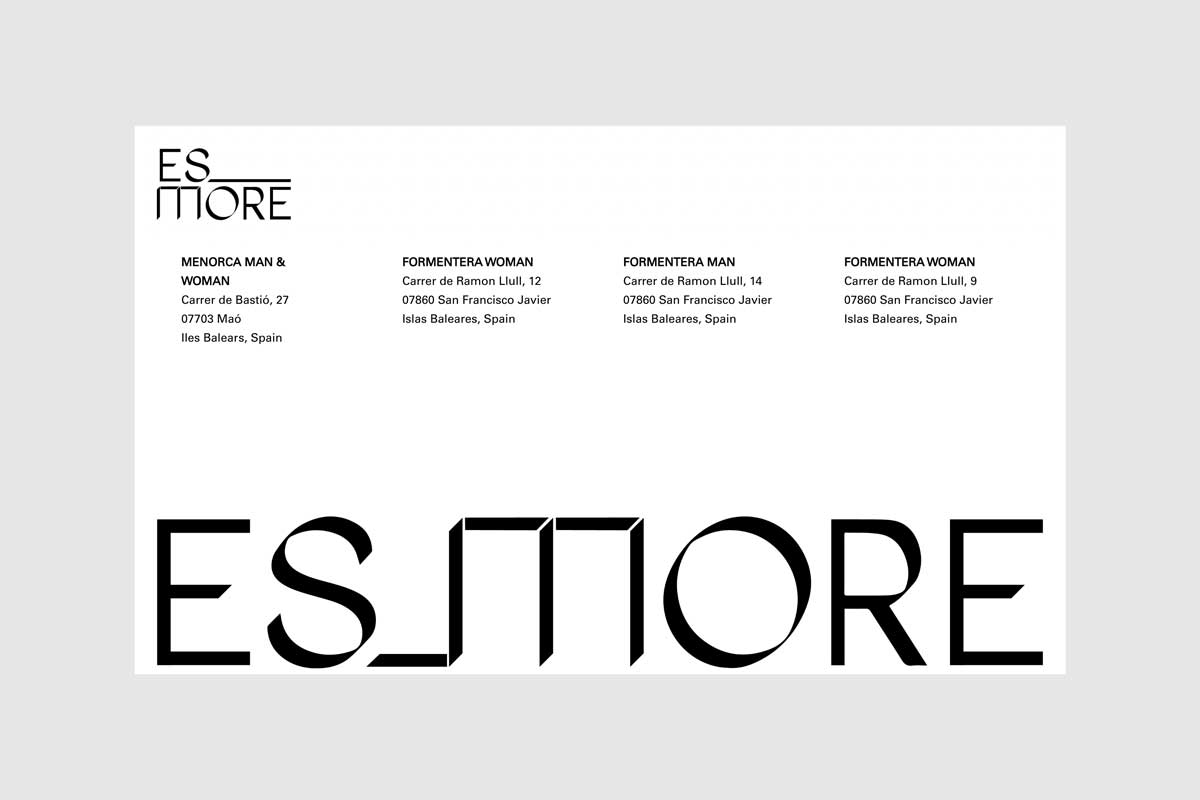 ES_
MORE
MENORCA MAN &
WOMAN
Carrer de Bastió, 27
07703 Maó
Iles Balears, Spain
FORMENTERA WOMAN
Carrer de Ramon Llull, 12
07860 San Francisco Javier
Islas Baleares, Spain
FORMENTERA MAN
Carrer de Ramon Llull, 14
07860 San Francisco Javier
Islas Baleares, Spain
FORMENTERA WOMAN
Carrer de Ramon Llull, 9
07860 San Francisco Javier
Islas Baleares, Spain
ES_MORE